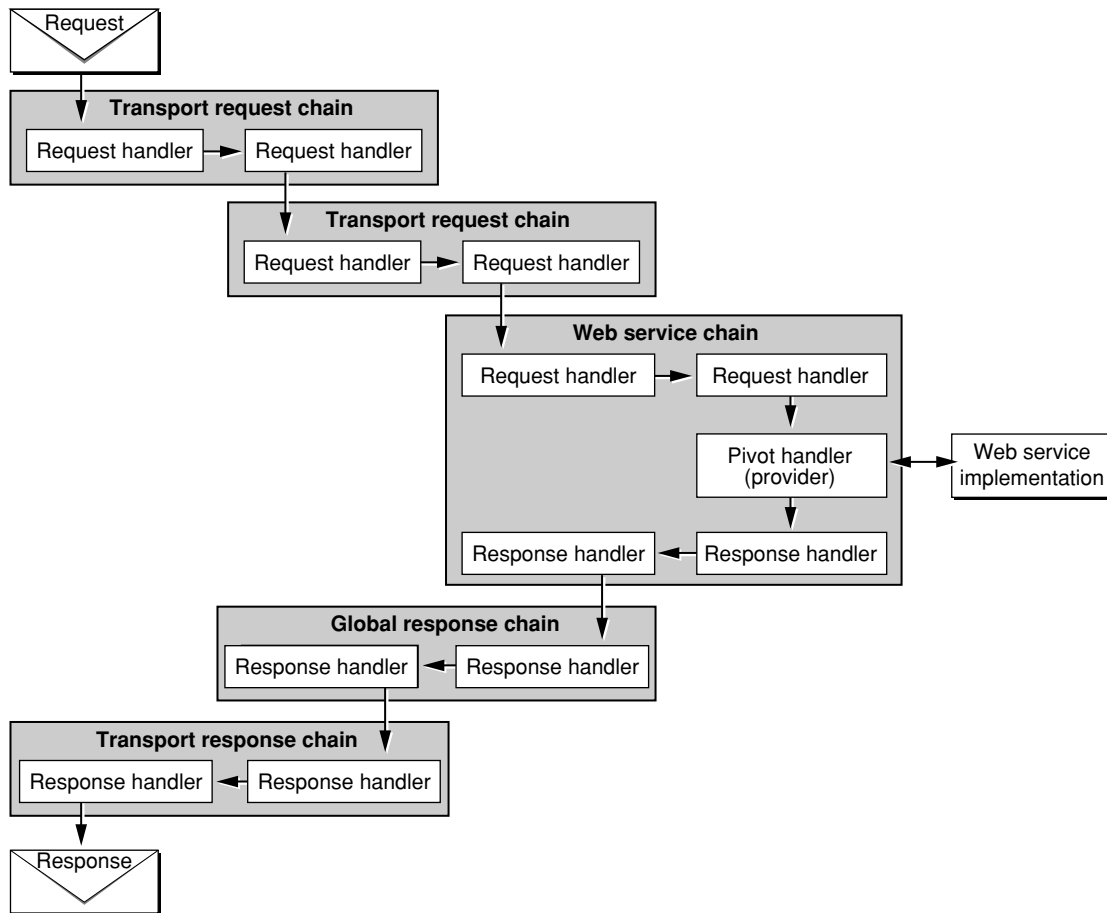 Request
Transport request chain
Request handler
Request handler
Transport request chain
Request handler
Request handler
Web service chain
Request handler
Request handler
Pivot handler
(provider)
Web service
implementation
Response handler
Response handler
Global response chain
Response handler
Response handler
Transport response chain
Response handler
Response handler
Response